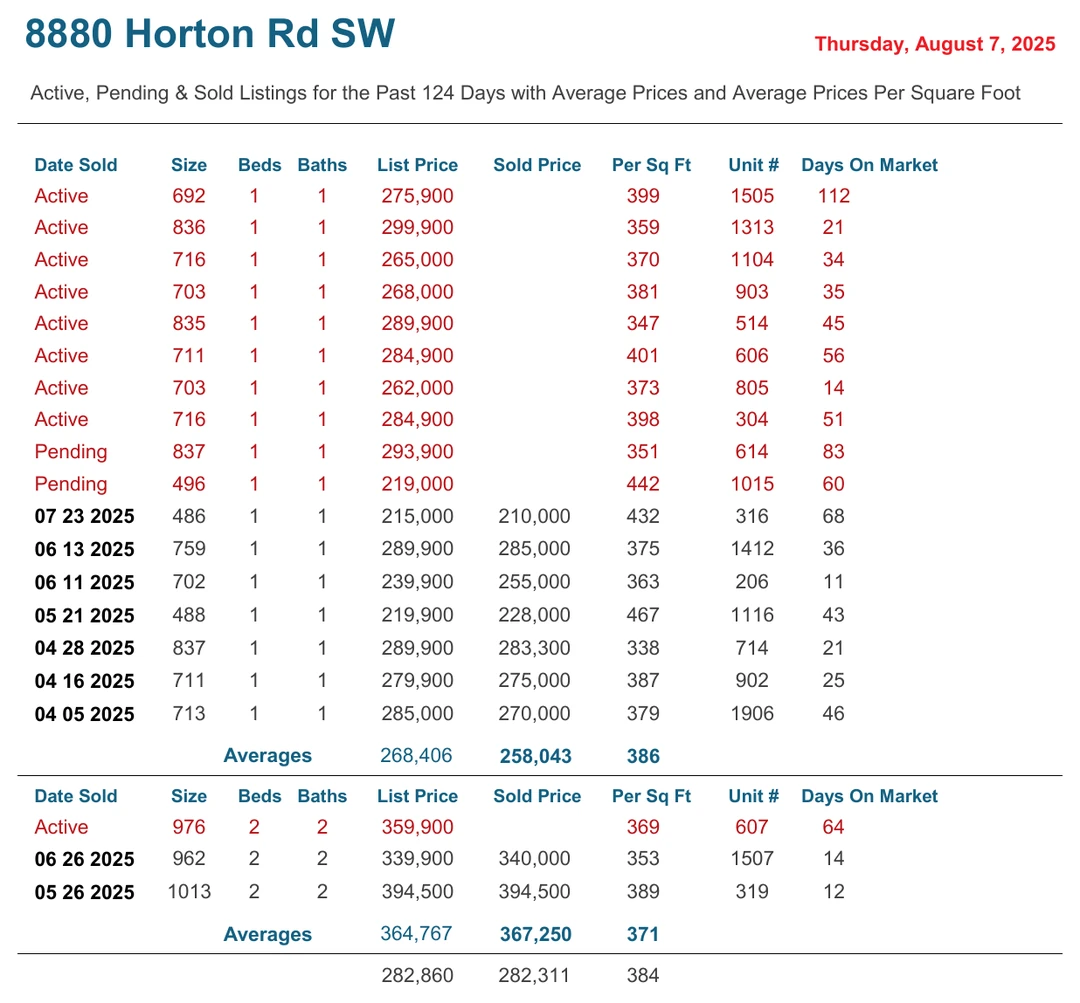 8880 Horton Rd SW
Thursday, August 7, 2025
Active, Pending & Sold Listings for the Past 124 Days with Average Prices and Average Prices Per Square Foot
Date Sold Size Beds Baths List Price Sold Price Per Sq Ft Unit # Days On Market
Active 692 1 1 275,900 399 1505 112
Active 836 1 1 299,900 359 1313 21
Active 716 1 1 265,000 370 1104 34
Active 703 1 1 268,000 381 903 35
Active 835 1 1 289,900 347 514 45
Active 711 1 1 284,900 401 606 56
Active 703 1 1 262,000 373 805 14
Active 716 1 1 284,900 398 304 51
Pending 837 1 1 293,900 351 614 83
Pending 496 1 1 219,000 442 1015 60
07 23 2025 486 1 1 215,000 210,000 432 316 68
06 13 2025 759 1 1 289,900 285,000 375 1412 36
06 11 2025 702 1 1 239,900 255,000 363 206 11
05 21 2025 488 1 1 219,900 228,000 467 1116 43
04 28 2025 837 1 1 289,900 283,300 338 714 21
04 16 2025 711 1 1 279,900 275,000 387 902 25
04 05 2025 713 1 1 285,000 270,000 379 1906 46
Averages 268,406 258,043 386
Date Sold Size Beds Baths List Price Sold Price Per Sq Ft Unit # Days On Market
Active 976 2 2 359,900 369 607 64
06 26 2025 962 2 2 339,900 340,000 353 1507 14
05 26 2025 1013 2 2 394,500 394,500 389 319 12
Averages 364,767 367,250 371
282,860 282,311 384